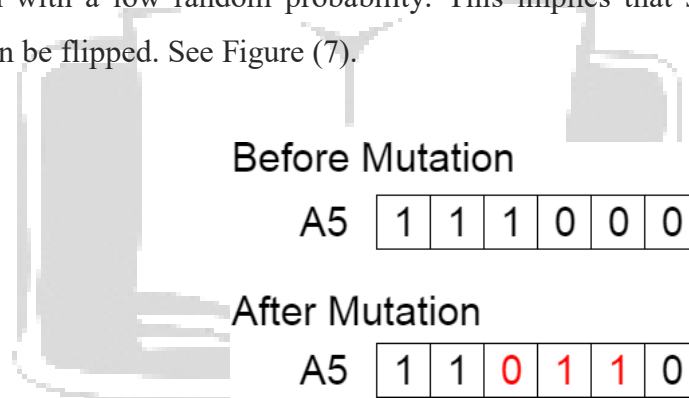 with a low random probability. This implies that
be flipped. See Figure (7).
Before Mutation
A5 1 1 1 0 0 0
After Mutation
A5 1 1 0 1 1 0